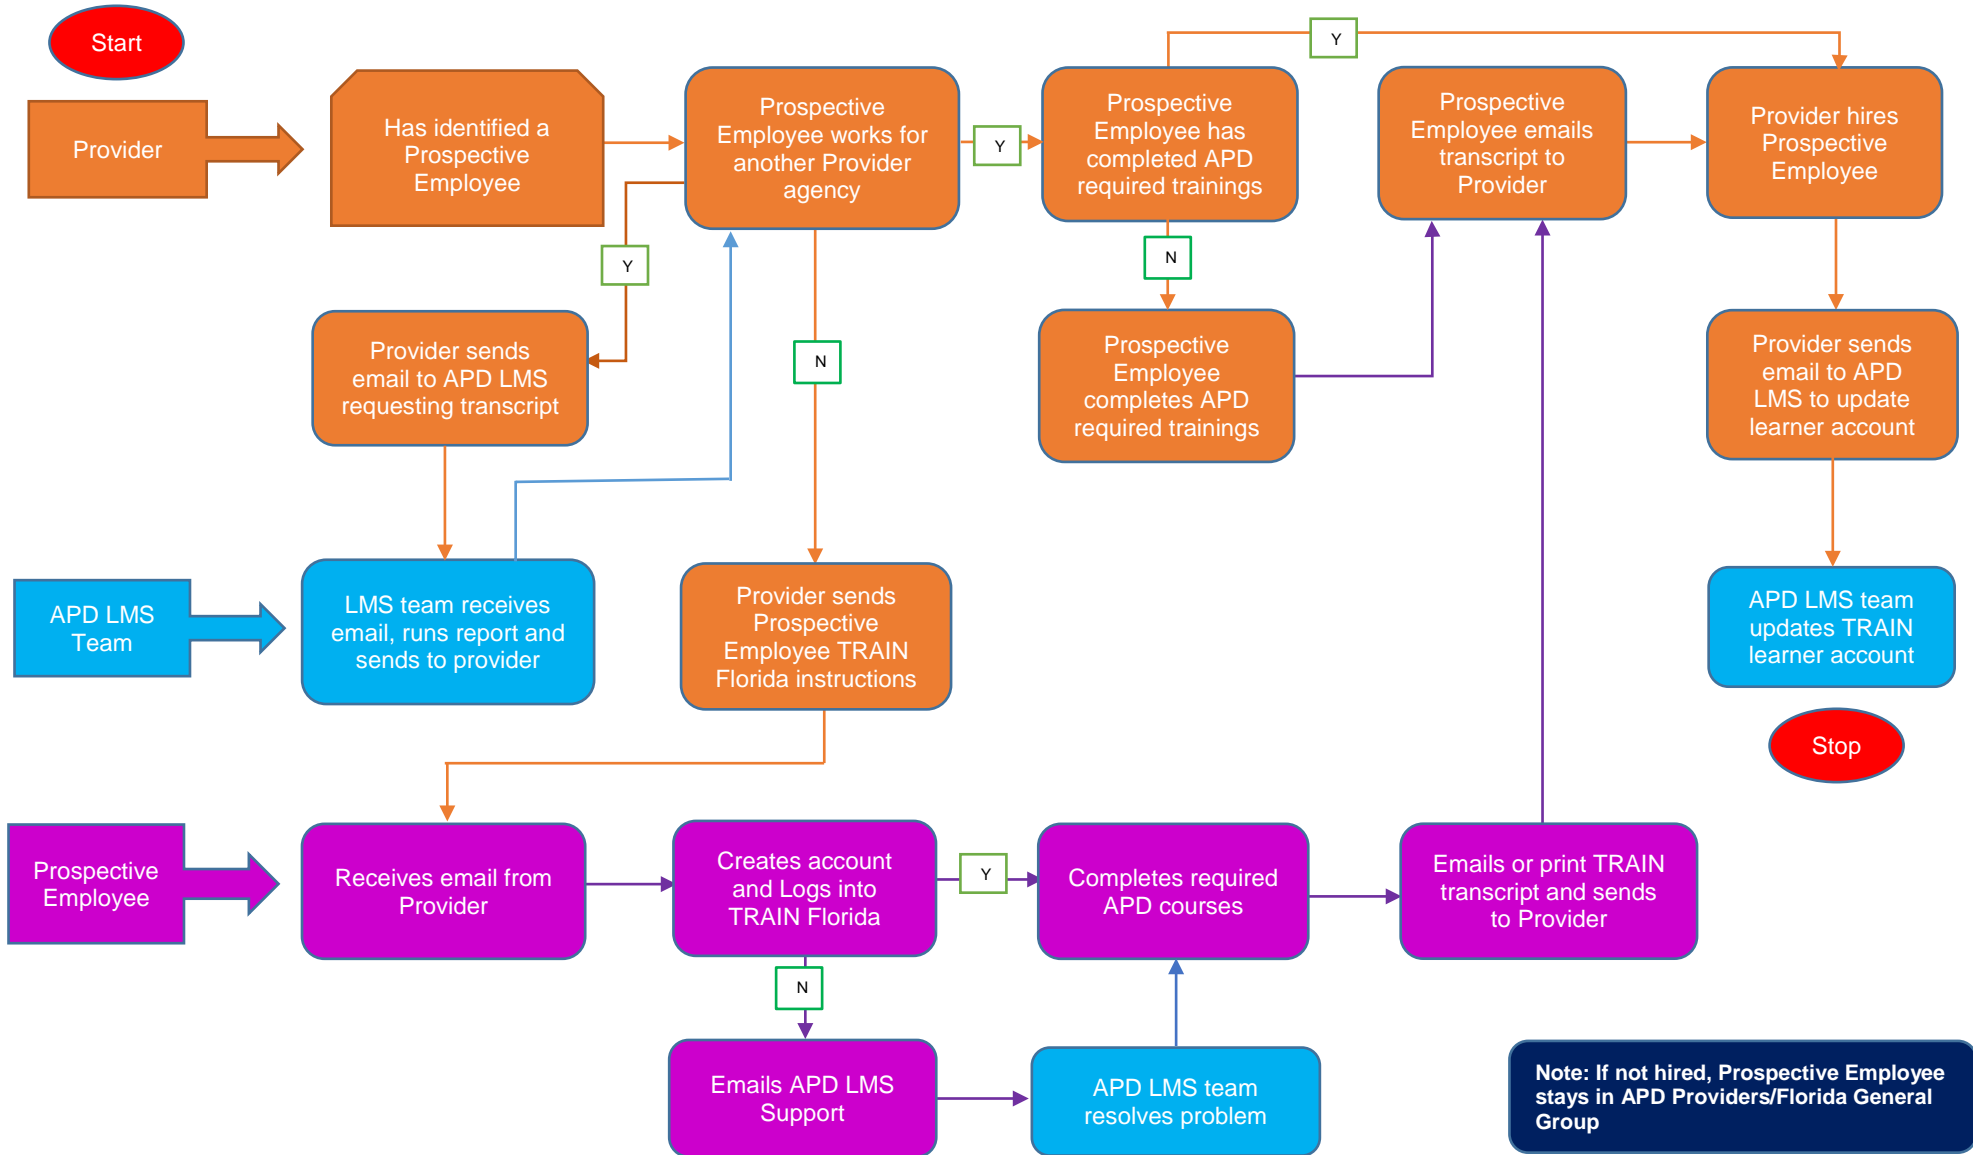 Start
Provider
Has identified a
Prospective
Employee
Prospective
Employee works for
another Provider
agency
Y
Prospective
Employee has
completed APD
required trainings
Y
Prospective
Employee emails
transcript to
Provider
Provider hires
Prospective
Employee
Y
N
N
Provider sends
email to APD LMS
requesting transcript
Prospective
Employee
completes APD
required trainings
Provider sends
email to APD
LMS to update
learner account
APD LMS
Team
LMS team receives
email, runs report and
sends to provider
Provider sends
Prospective
Employee TRAIN
Florida instructions
APD LMS team
updates TRAIN
learner account
Stop
Prospective
Employee
Receives email from
Provider
Creates account
and Logs into
TRAIN Florida
Y
Completes required
APD courses
Emails or print TRAIN
transcript and sends
to Provider
N
Emails APD LMS
Support
APD LMS team
resolves problem
Note: If not hired, Prospective Employee
stays in APD Providers/Florida General
Group